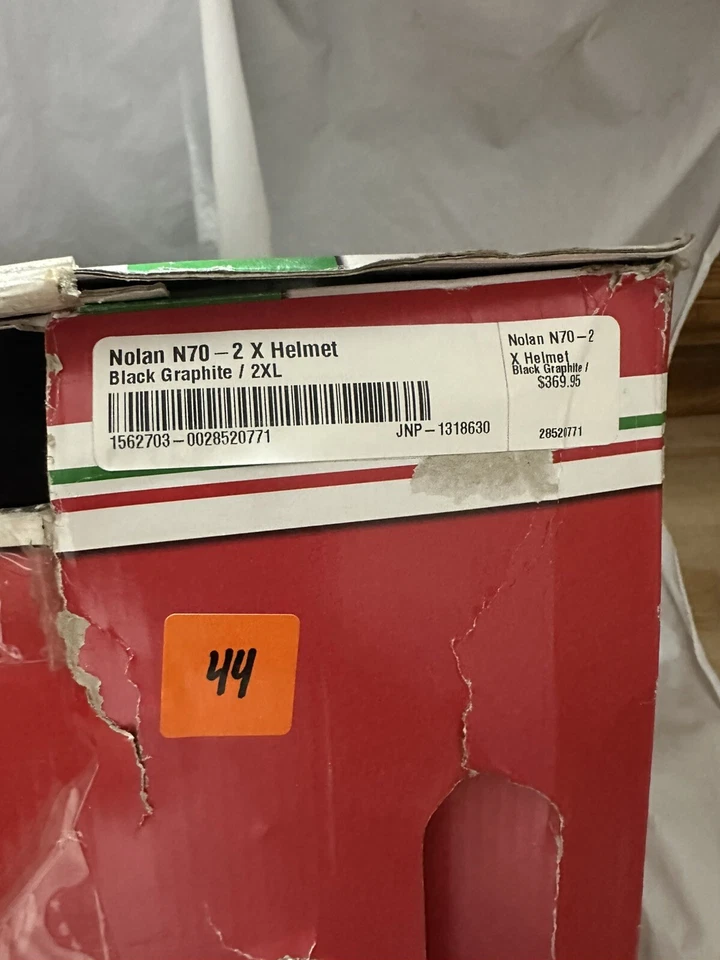 Nolan N70-2 X Helmet
Black Graphite / 2XL
1562703-0028520771
JNP-1318630
Nolan N70-2
X Helmet
Black Graphite /
$369.95
28520771
44